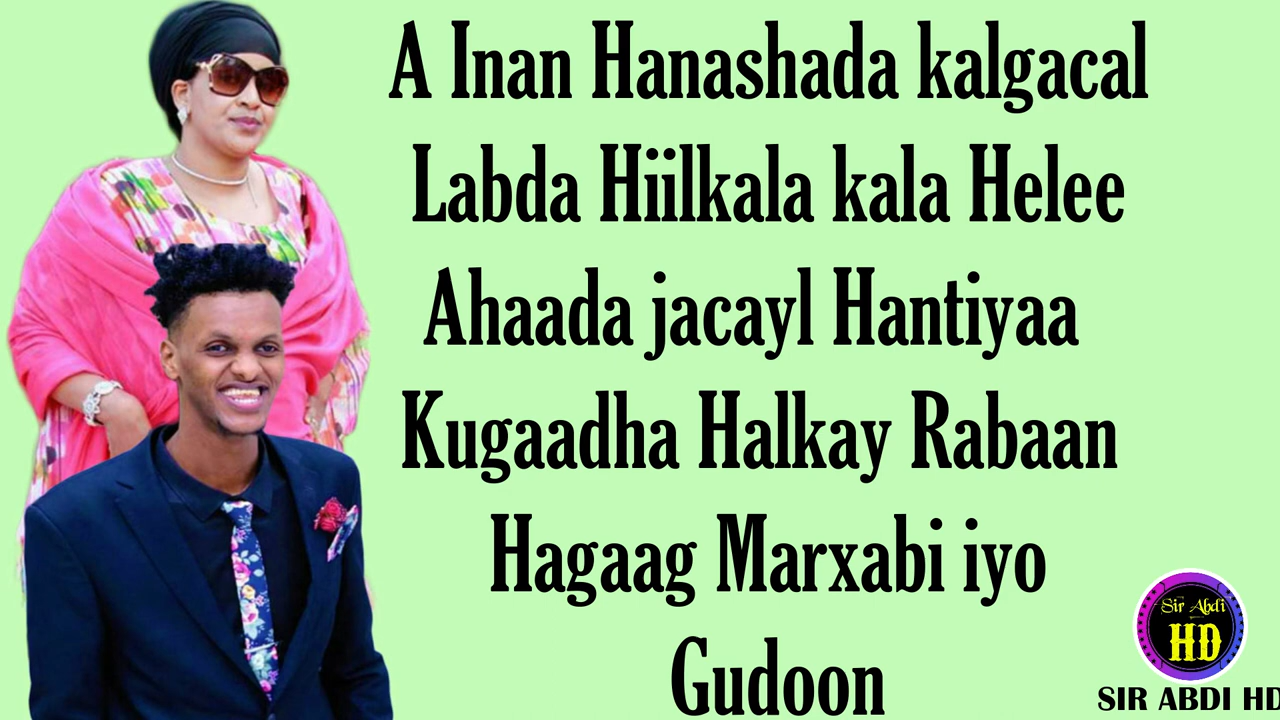 A Inan Hanashada kalgacal
Labda Hiilkala kala Helee
Ahaada jacayl Hantiyaa
Kugaadha Halkay Rabaan
Hagaag Marxabi iyo
Gudoon
Sir Abdi
HD
SIR ABDI HD